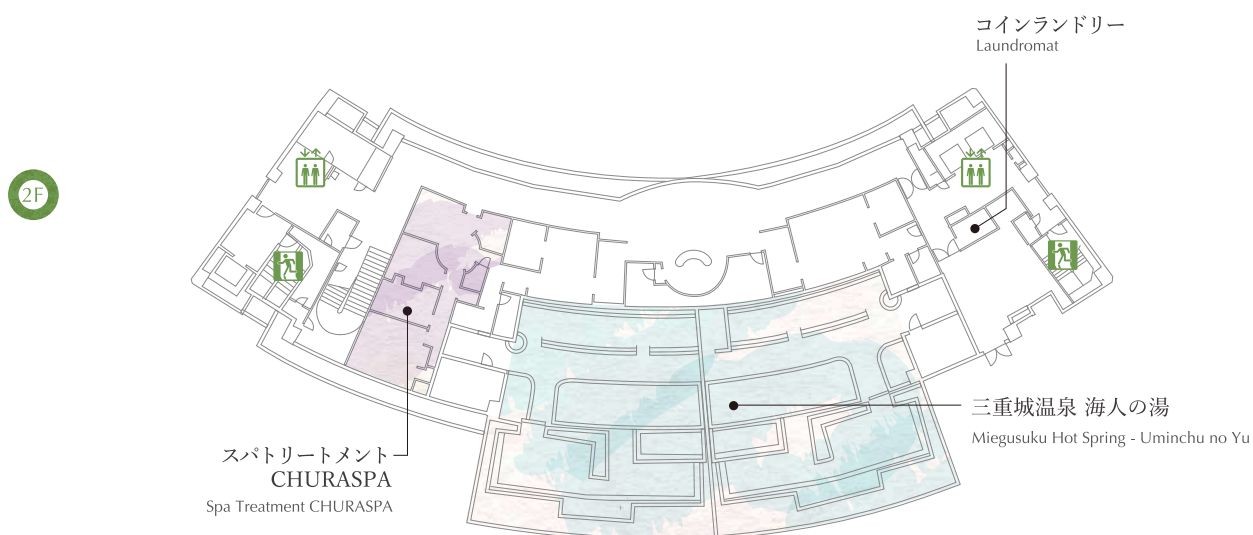 コインランドリー
Laundromat
2F
三重城温泉 海人の湯
Miegusuku Hot Spring - Uminchu no Yu
スパトリートメント
CHURASPA
Spa Treatment CHURASPA